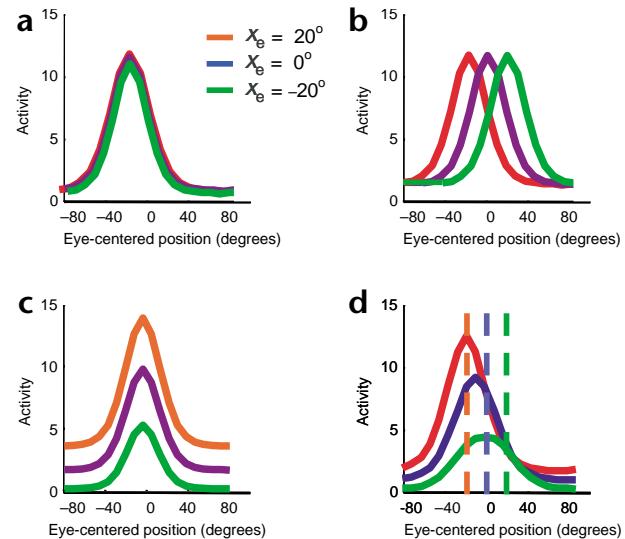 a
Xe = 20°
Xe = 0°
Xe = –20°
15
10
5
0
Activity
–80 –40 0 40 80
Eye-centered position (degrees)
b
15
10
5
0
Activity
–80 –40 0 40 80
Eye-centered position (degrees)
c
15
10
5
0
Activity
–80 –40 0 40 80
Eye-centered position (degrees)
d
15
10
5
0
Activity
–80 –40 0 40 80
Eye-centered position (degrees)